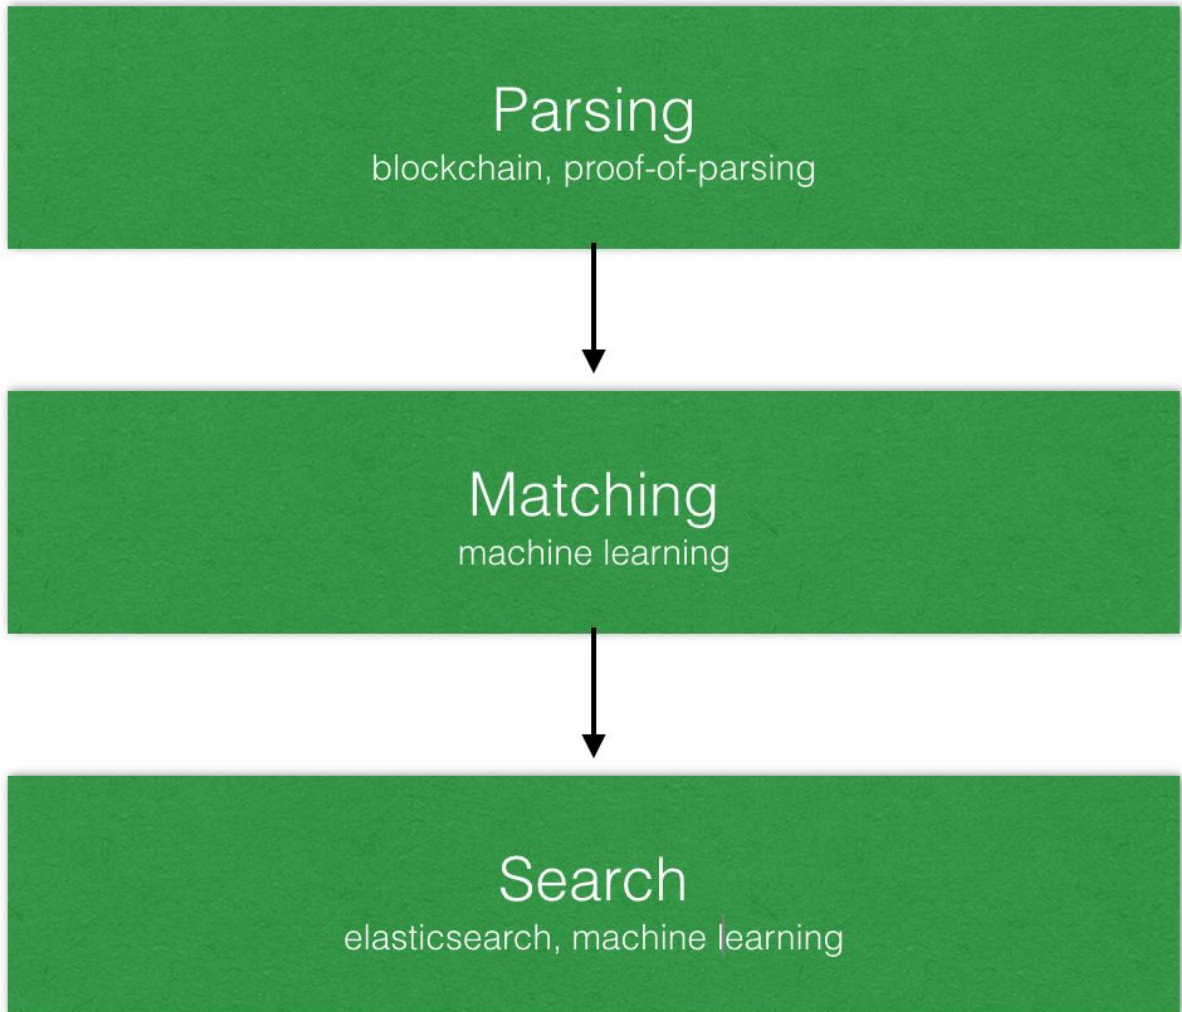 Parsing
blockchain, proof-of-parsing
Matching
machine learning
Search
elasticsearch, machine learning